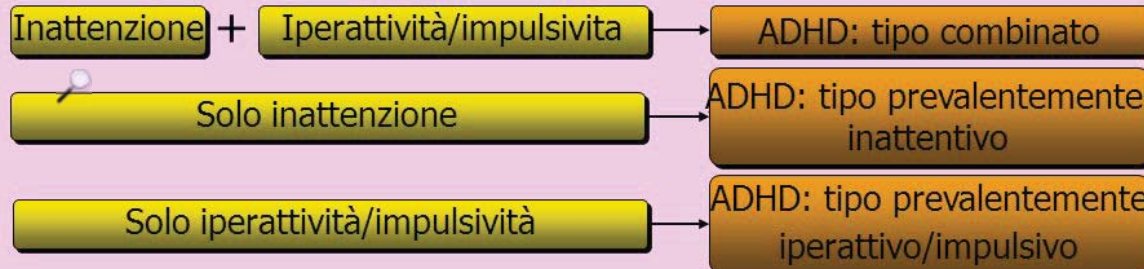 Inattenzione + Iperattività/impulsivita ADHD: tipo combinato
Solo inattenzione
ADHD: tipo prevalentemente
inattentivo
Solo iperattività/impulsività
ADHD: tipo prevalentemente
iperattivo/impulsivo